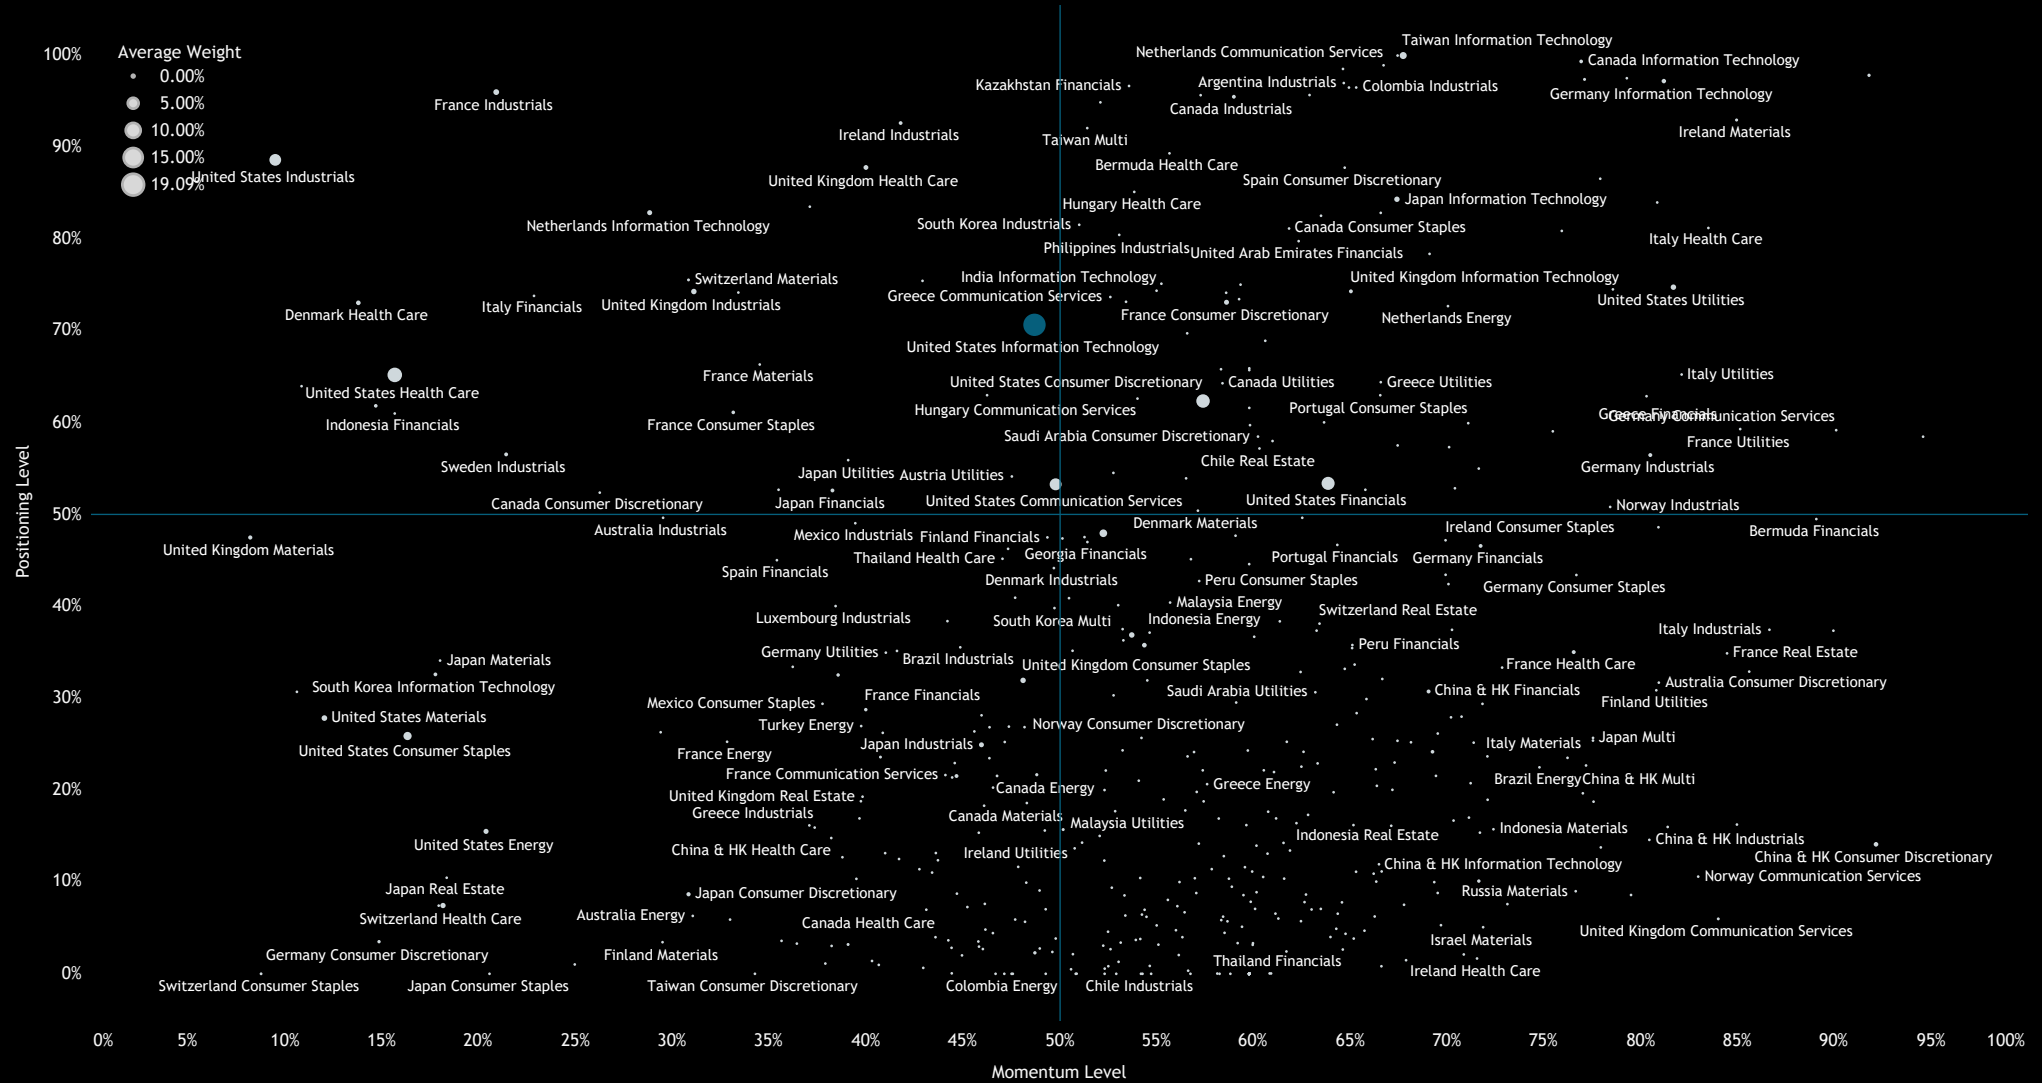 Taiwan Information Technology
Netherlands Communication Services
100%
Average Weight
Canada Information Technology
0.00%
Kazakhstan Financials
Argentina Industrials
Colombia Industrials
Germany Information Technology
5.00%
France Industrials
Canada Industrials
10.00%
Ireland Industrials
Ireland Materials
90%
Taiwan Multi
15.00%
Bermuda Health Care
United States Industrials
19.09%
United Kingdom Health Care
Spain Consumer Discretionary
Hungary Health Care
Japan Information Technology
Netherlands Information Technology
South Korea Industrials
Canada Consumer Staples
80%
Italy Health Care
Philippines Industrials
United Arab Emirates Financials
Switzerland Materials
India Information Technology
United Kingdom Information Technology
Greece Communication Services
United States Utilities
Italy Financials
United Kingdom Industrials
Denmark Health Care
France Consumer Discretionary
Netherlands Energy
70%
United States Information Technology
France Materials
Italy Utilities
United States Consumer Discretionary
Canada Utilities
Greece Utilities
United States Health Care
Hungary Communication Services
Portugal Consumer Staples
Greece Financials
Germany Communication Services
60%
Indonesia Financials
France Consumer Staples
Saudi Arabia Consumer Discretionary
France Utilities
Sweden Industrials
Chile Real Estate
Germany Industrials
Japan Utilities
Austria Utilities
Canada Consumer Discretionary
Japan Financials
United States Communication Services
United States Financials
Norway Industrials
50%
Positioning Level
Australia Industrials
Denmark Materials
Ireland Consumer Staples
Bermuda Financials
Mexico Industrials
Finland Financials
United Kingdom Materials
Thailand Health Care
Georgia Financials
Portugal Financials
Germany Financials
Spain Financials
Denmark Industrials
Peru Consumer Staples
Germany Consumer Staples
40%
Malaysia Energy
Switzerland Real Estate
Luxembourg Industrials
South Korea Multi
Indonesia Energy
Italy Industrials
Germany Utilities
Brazil Industrials
Peru Financials
France Real Estate
Japan Materials
United Kingdom Consumer Staples
France Health Care
South Korea Information Technology
Saudi Arabia Utilities
China & HK Financials
Australia Consumer Discretionary
30%
Mexico Consumer Staples
France Financials
Finland Utilities
United States Materials
Turkey Energy
Norway Consumer Discretionary
United States Consumer Staples
France Energy
Japan Industrials
Italy Materials
Japan Multi
France Communication Services
Brazil Energy
China & HK Multi
20%
Canada Energy
Greece Energy
United Kingdom Real Estate
Greece Industrials
Canada Materials
Malaysia Utilities
Indonesia Real Estate
Indonesia Materials
United States Energy
China & HK Health Care
Ireland Utilities
China & HK Industrials
China & HK Consumer Discretionary
China & HK Information Technology
10%
Japan Real Estate
Japan Consumer Discretionary
Russia Materials
Norway Communication Services
Switzerland Health Care
Australia Energy
Canada Health Care
Israel Materials
United Kingdom Communication Services
Germany Consumer Discretionary
Finland Materials
Thailand Financials
0%
Ireland Health Care
Switzerland Consumer Staples
Japan Consumer Staples
Taiwan Consumer Discretionary
Colombia Energy
Chile Industrials
0% 5% 10% 15% 20% 25% 30% 35% 40% 45% 50% 55% 60% 65% 70% 75% 80% 85% 90% 95% 100%
Momentum Level